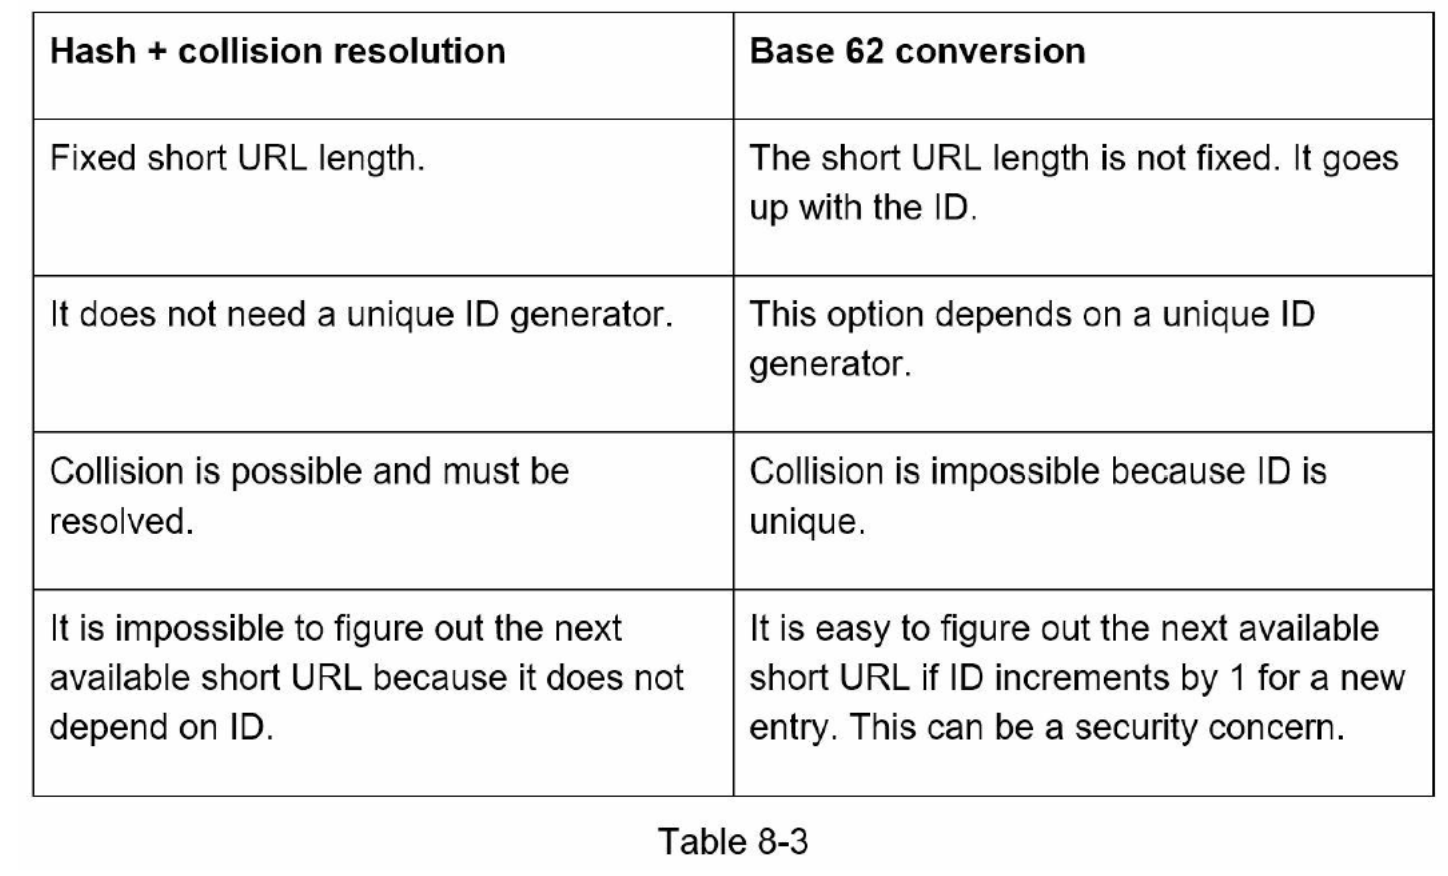 Hash + collision resolution
Base 62 conversion
Fixed short URL length.
The short URL length is not fixed. It goes
up with the ID.
It does not need a unique ID generator.
This option depends on a unique ID
generator.
Collision is possible and must be
resolved.
Collision is impossible because ID is
unique.
It is impossible to figure out the next
available short URL because it does not
depend on ID.
It is easy to figure out the next available
short URL if ID increments by 1 for a new
entry. This can be a security concern.
Table 8-3